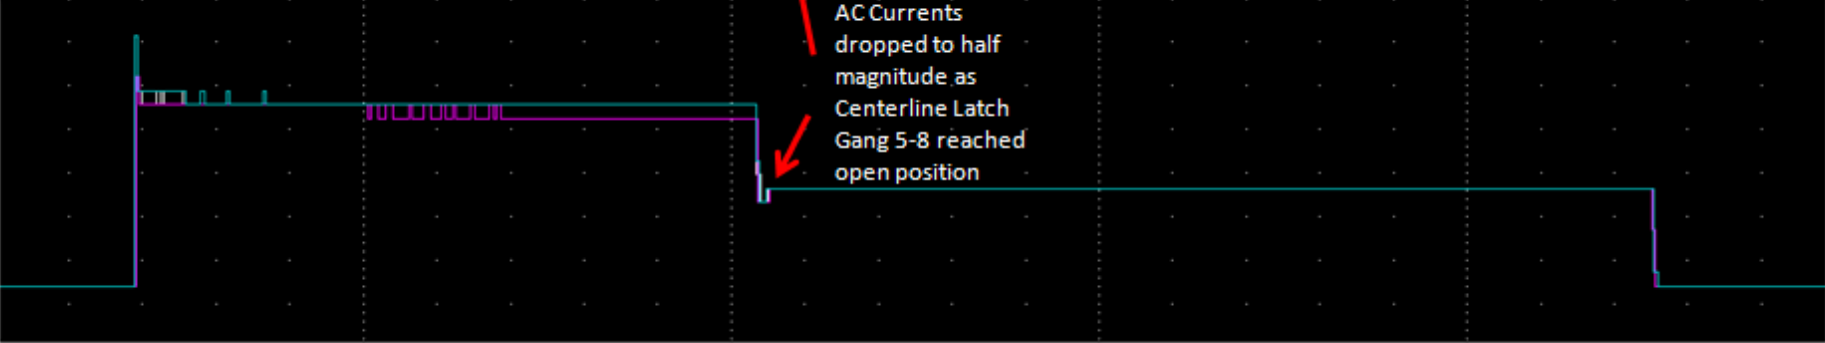 AC Currents
dropped to half
magnitude as
Centerline Latch
Gang 5-8 reached
open position